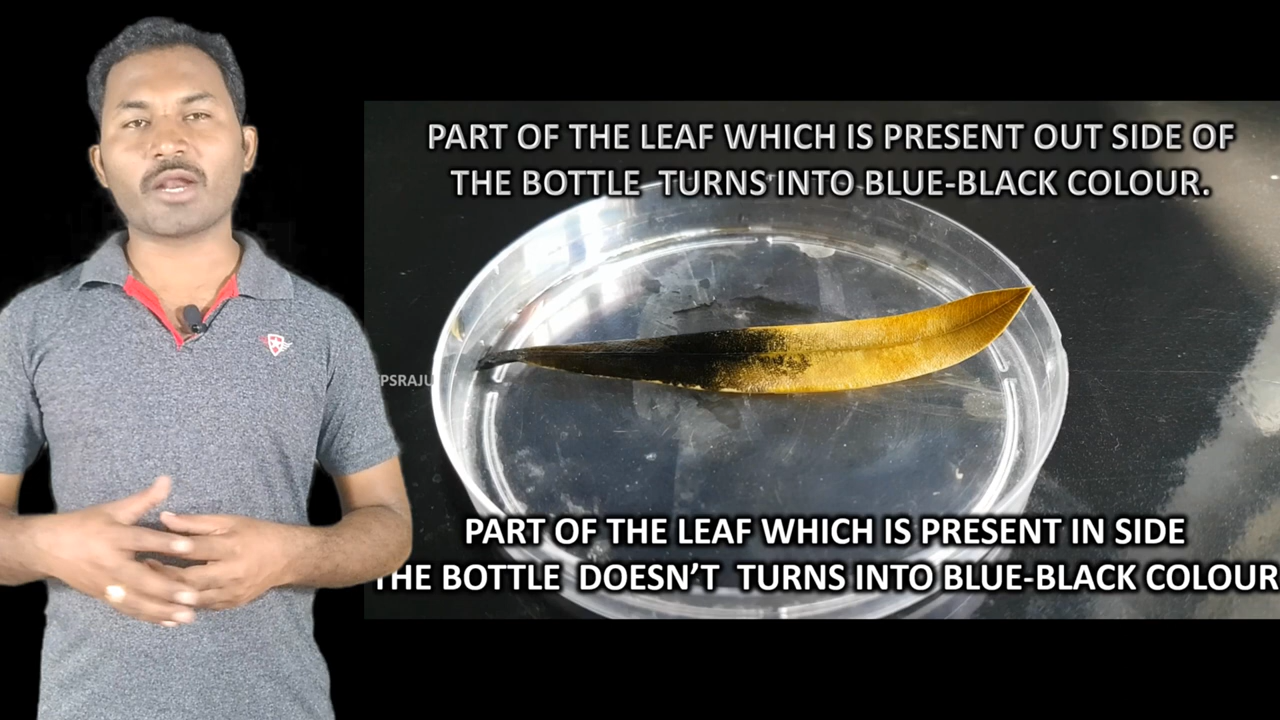 PART OF THE LEAF WHICH IS PRESENT OUT SIDE OF
THE BOTTLE TURNS INTO BLUE-BLACK COLOUR.
PSRAJU
PART OF THE LEAF WHICH IS PRESENT IN SIDE
THE BOTTLE DOESN'T TURNS INTO BLUE-BLACK COLOUR